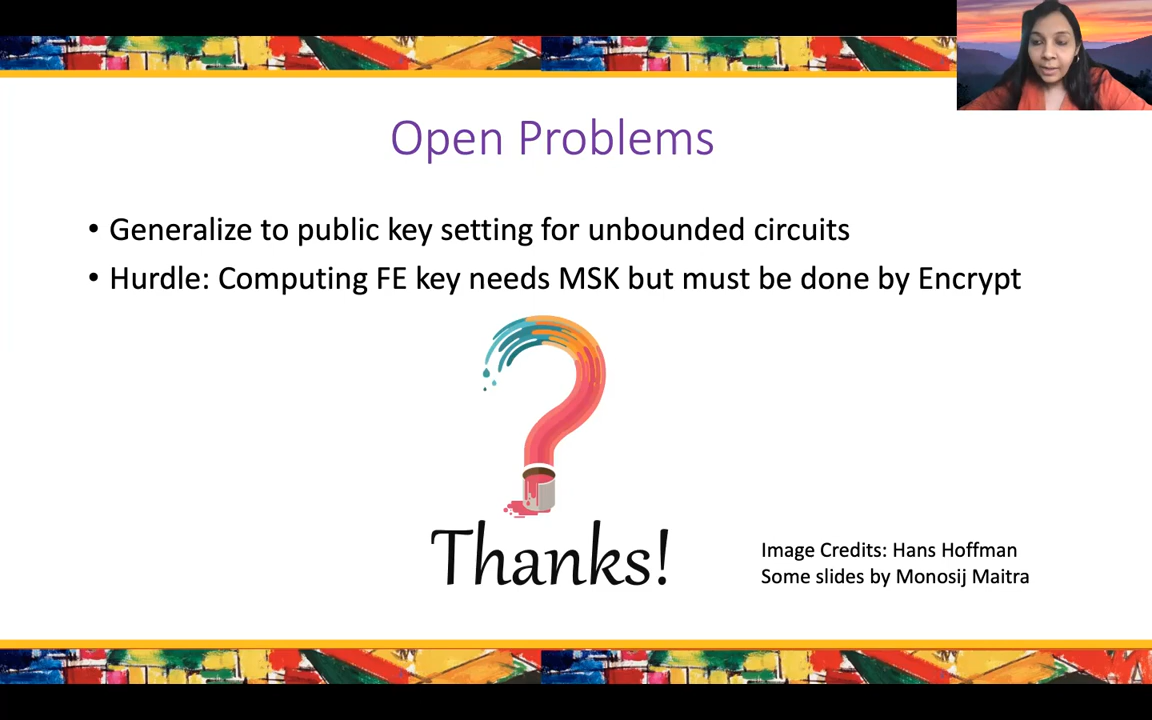 Open Problems
• Generalize to public key setting for unbounded circuits
• Hurdle: Computing FE key needs MSK but must be done by Encrypt
Thanks!
Image Credits: Hans Hoffman
Some slides by Monosij Maitra